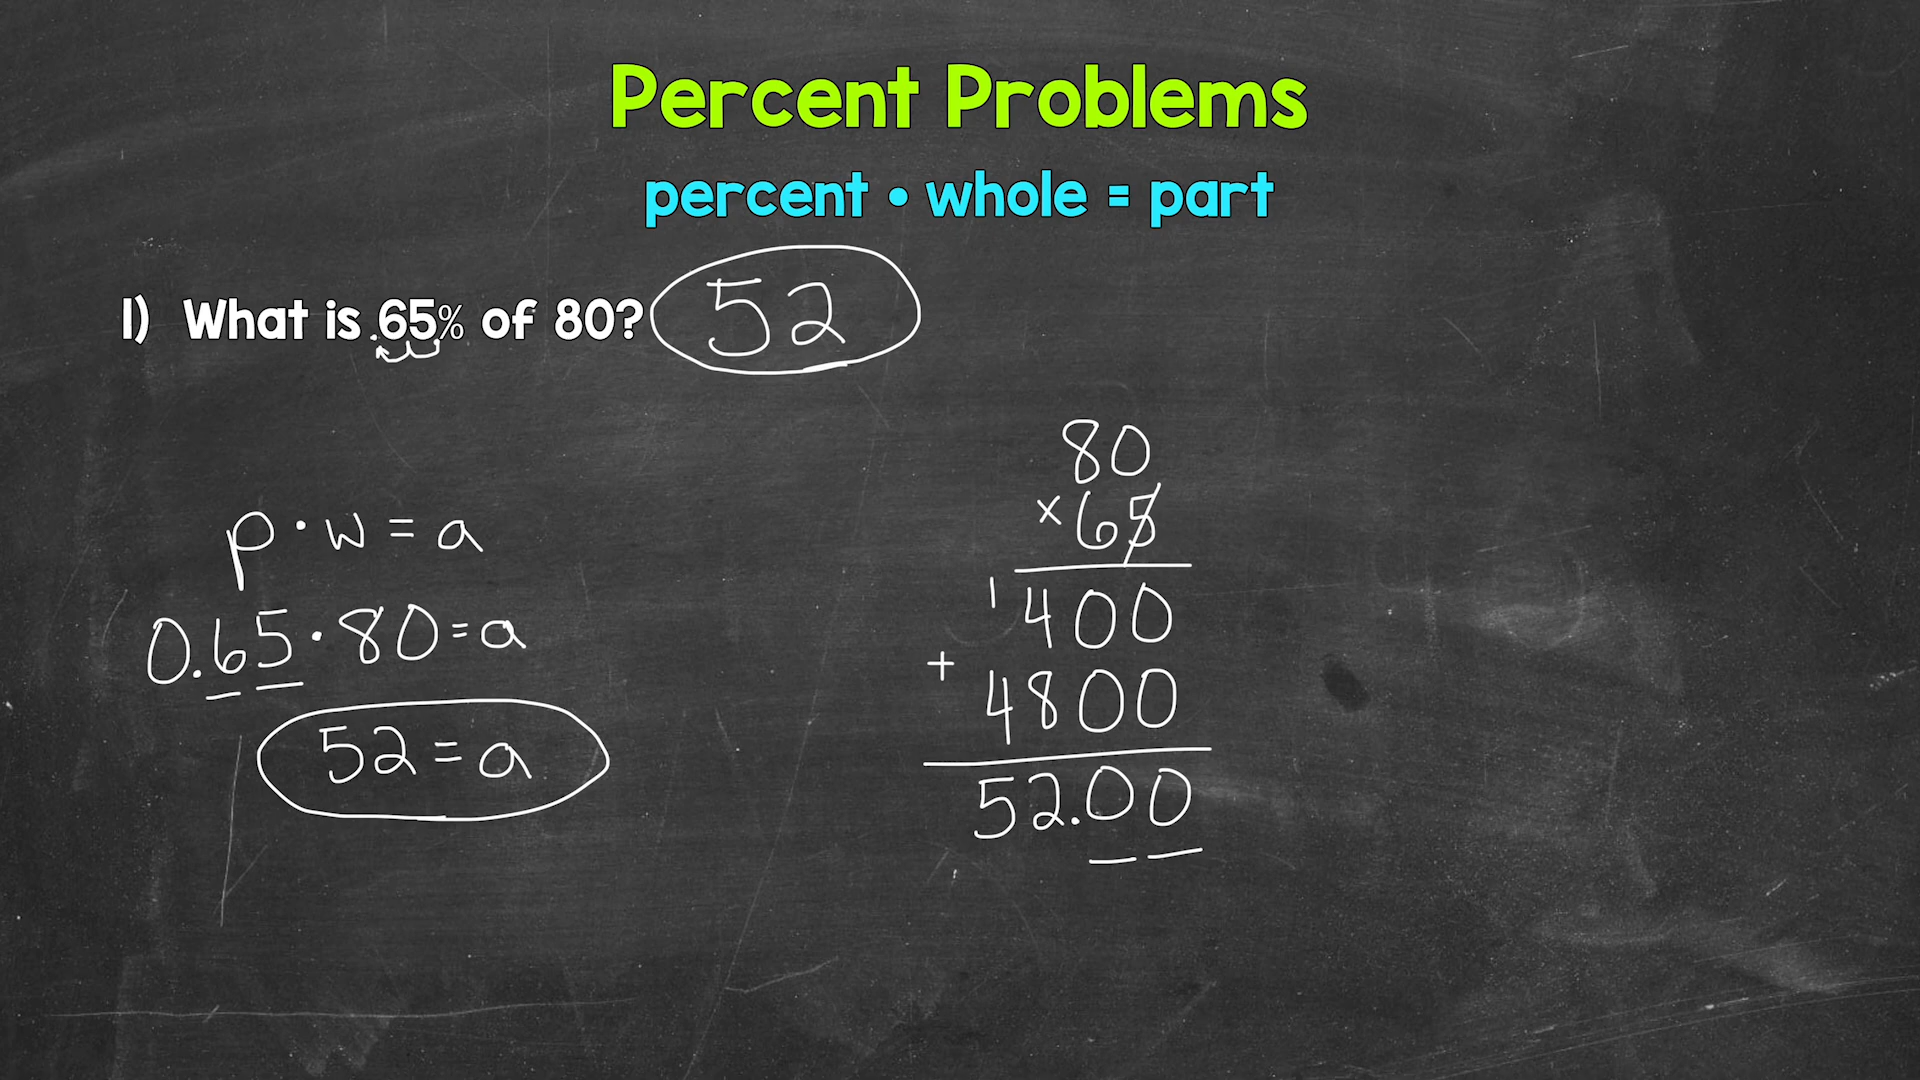 Percent Problems
percent • whole = part
1) What is .65% of 80? 52
p · w = a
0.65 · 80 = a
52 = a
80
× 65
1
400
+ 4800
52.00